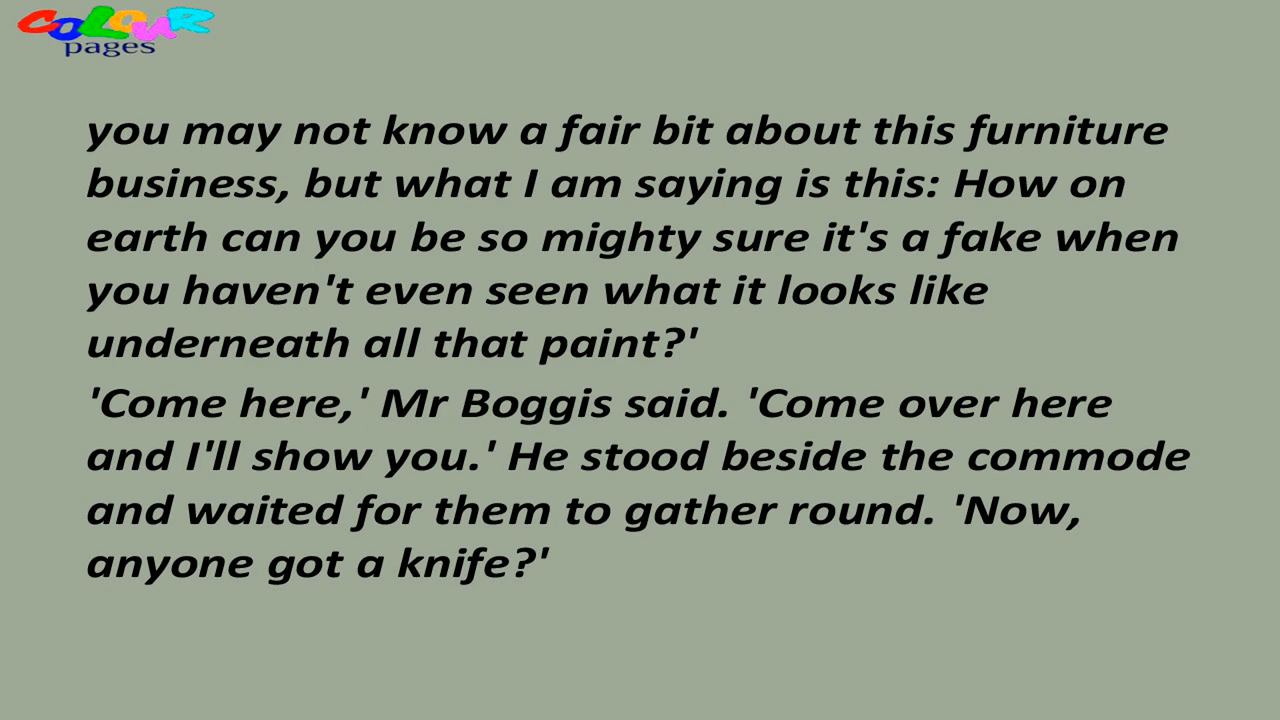 COLOUR
pages
you may not know a fair bit about this furniture
business, but what I am saying is this: How on
earth can you be so mighty sure it's a fake when
you haven't even seen what it looks like
underneath all that paint?'
'Come here,' Mr Boggis said. 'Come over here
and I'll show you.' He stood beside the commode
and waited for them to gather round. 'Now,
anyone got a knife?'